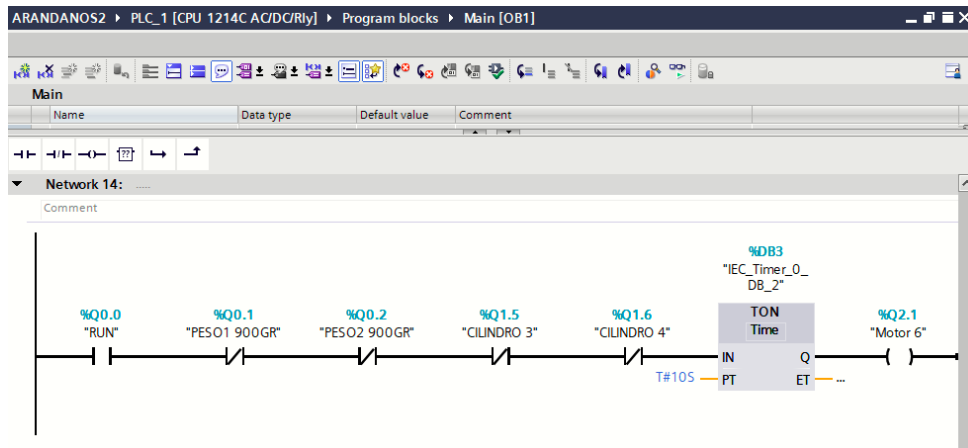 ARANDANOS2 ▸ PLC_1 [CPU 1214C AC/DC/Rly] ▸ Program blocks ▸ Main [OB1]
Main
Name Data type Default value Comment
Network 14: .....
Comment
%DB3
"IEC_Timer_0_
DB_2"
%Q0.0 %Q0.1 %Q0.2 %Q1.5 %Q1.6 TON %Q2.1
"RUN" "PESO1 900GR" "PESO2 900GR" "CILINDRO 3" "CILINDRO 4" Time "Motor 6"
IN Q
T#10S PT ET ...